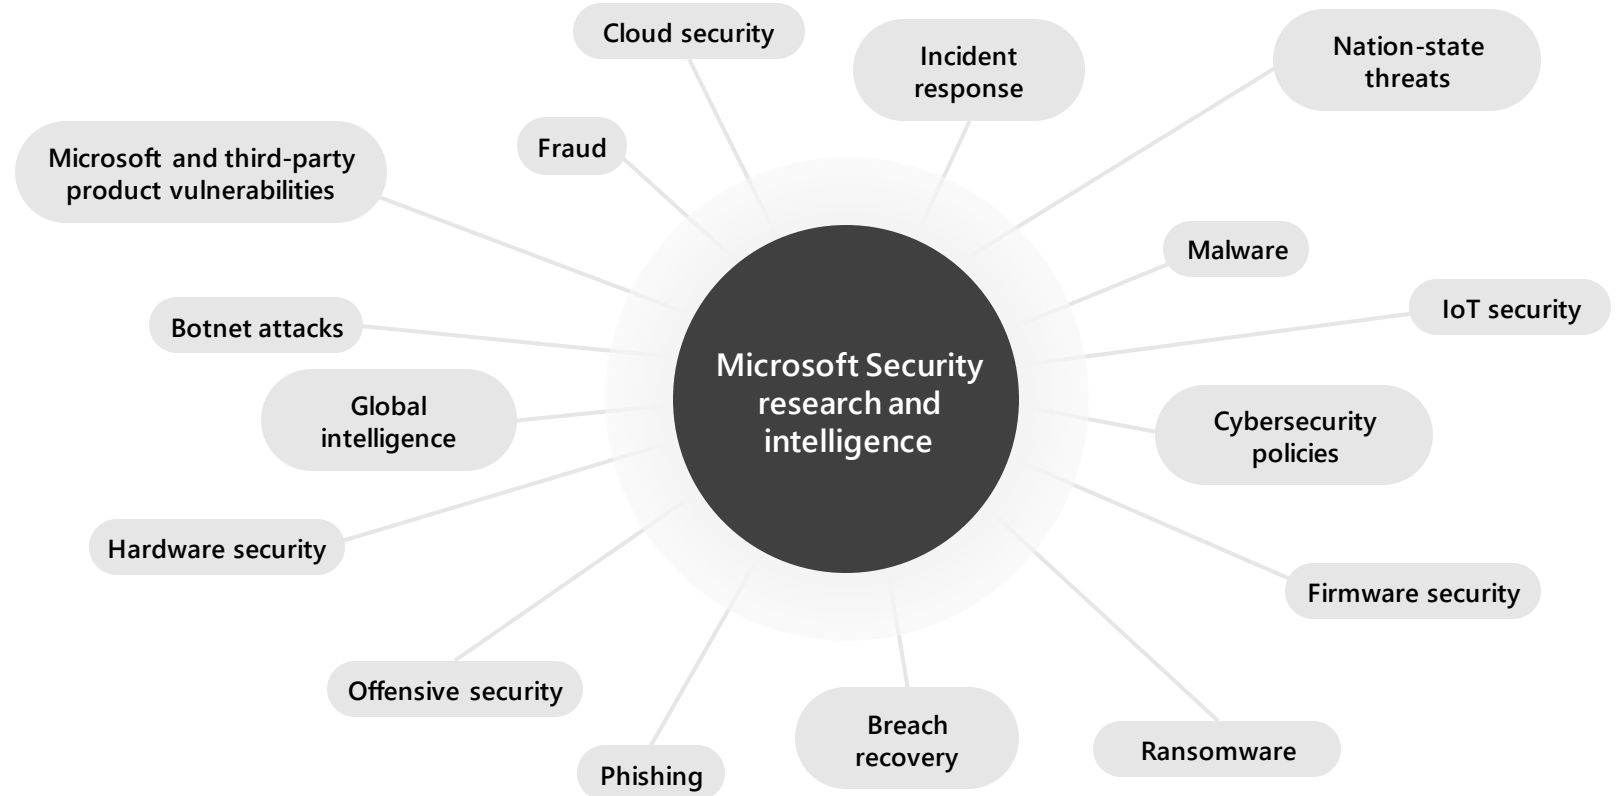 Cloud security
Incident
response
Nation-state
threats
Fraud
Microsoft and third-party
product vulnerabilities
Malware
IoT security
Botnet attacks
Microsoft Security
research and
intelligence
Global
intelligence
Cybersecurity
policies
Hardware security
Firmware security
Offensive security
Breach
recovery
Ransomware
Phishing